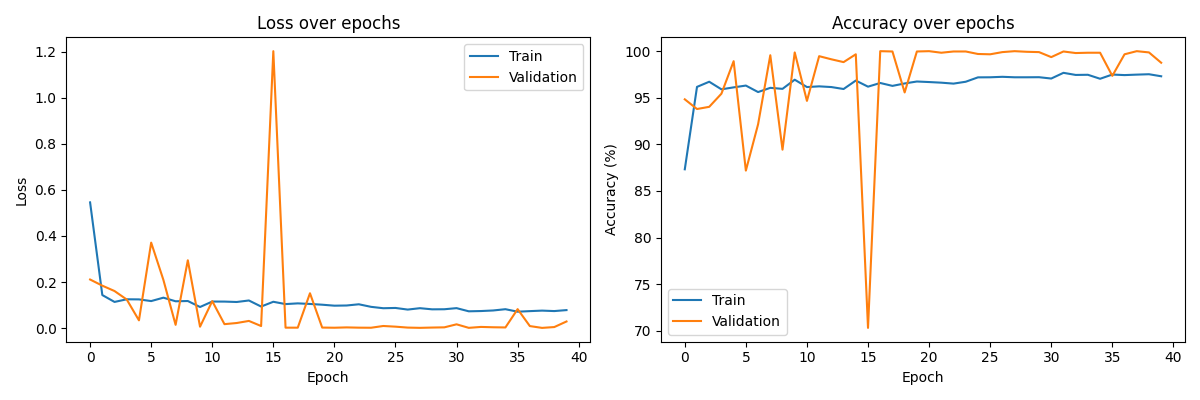 Loss over epochs
1.2
1.0
0.8
0.6
0.4
0.2
0.0
Loss
Train
Validation
0 5 10 15 20 25 30 35 40
Epoch
Accuracy over epochs
100
95
90
85
80
75
70
Accuracy (%)
Train
Validation
0 5 10 15 20 25 30 35 40
Epoch